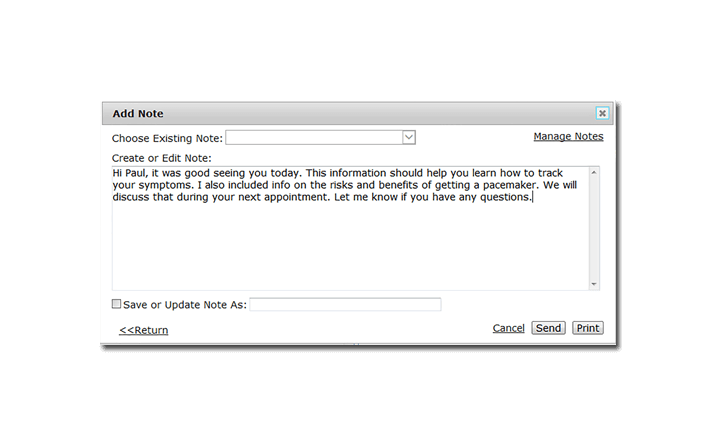 Add Note
Choose Existing Note:
Manage Notes
Create or Edit Note:
Hi Paul, it was good seeing you today. This information should help you learn how to track
your symptoms. I also included info on the risks and benefits of getting a pacemaker. We will
discuss that during your next appointment. Let me know if you have any questions.
Save or Update Note As:
<<Return
Cancel
Send
Print